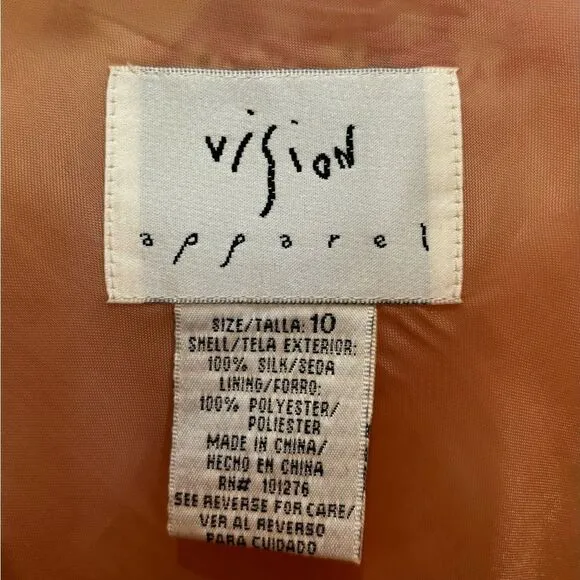 vision
apparel
SIZE/TALLA: 10
SHELL/TELA EXTERIOR:
100% SILK/SEDA
LINING/FORRO:
100% POLYESTER/
POLIESTER
MADE IN CHINA/
HECHO EN CHINA
RN# 101276
SEE REVERSE FOR CARE/
VER AL REVERSO
PARA CUIDADO